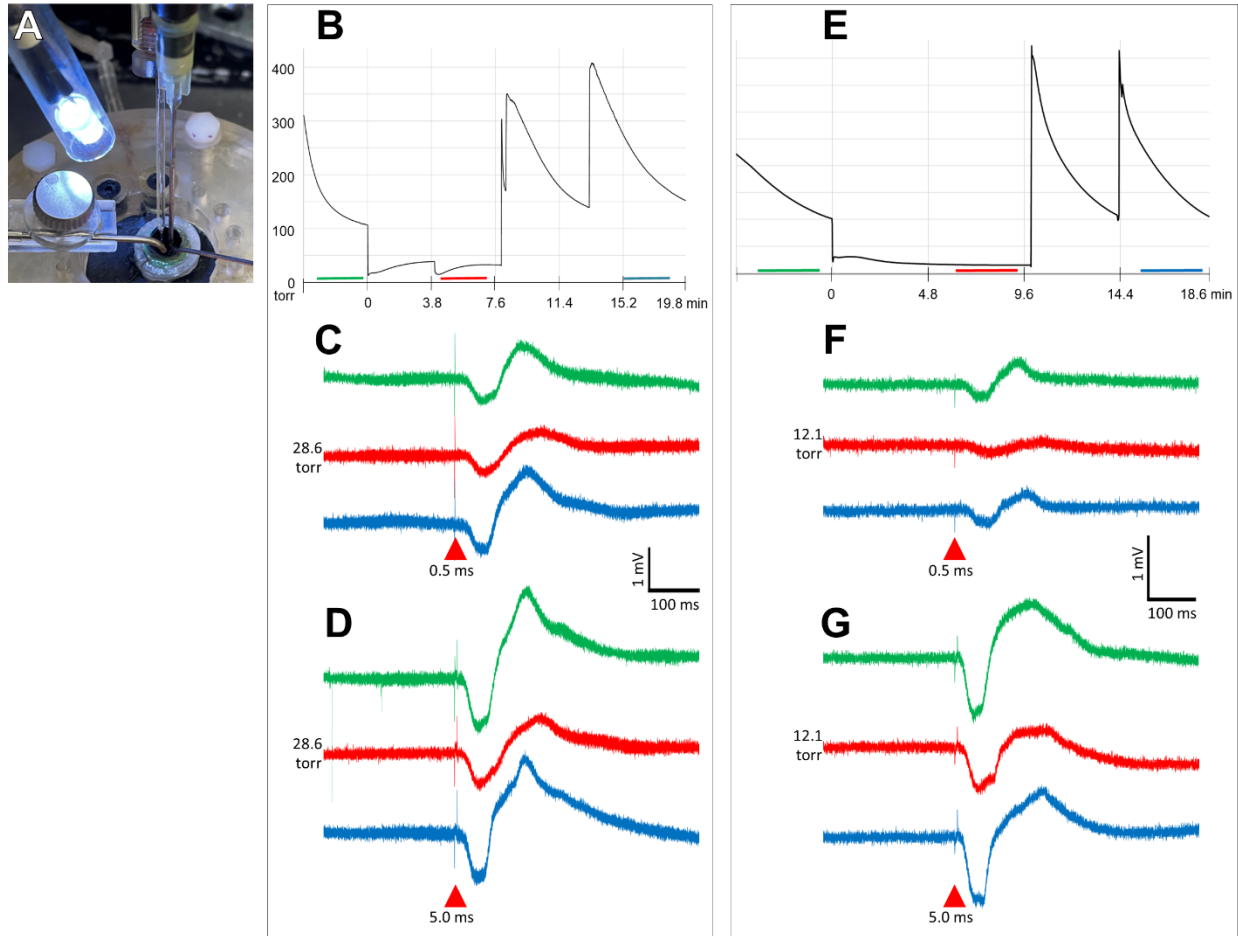 A
B
400
300
200
100
0
torr
0
3.8
7.6
11.4
15.2
19.8 min
C
28.6
torr
0.5 ms
1 mV
100 ms
D
28.6
torr
5.0 ms
E
0
4.8
9.6
14.4
18.6 min
F
12.1
torr
0.5 ms
1 mV
100 ms
G
12.1
torr
5.0 ms